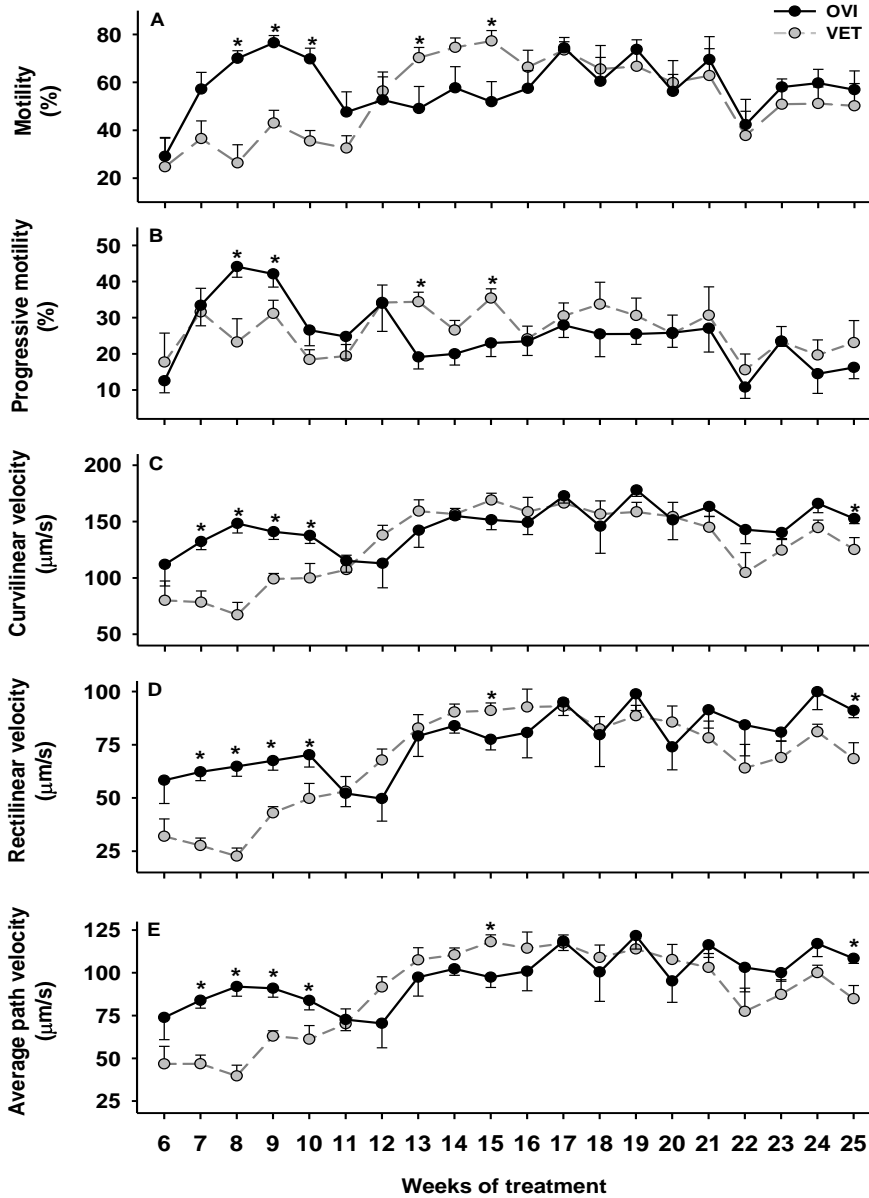 OVI
VET
A
* * * * *
80
60
40
20
Motility
(%)
B
* * * *
50
40
30
20
10
Progressive motility
(%)
C
* * * * *
200
150
100
50
Curvilinear velocity
(µm/s)
D
* * * * * *
100
75
50
25
Rectilinear velocity
(µm/s)
E
* * * * * *
125
100
75
50
25
Average path velocity
(µm/s)
6 7 8 9 10 11 12 13 14 15 16 17 18 19 20 21 22 23 24 25
Weeks of treatment